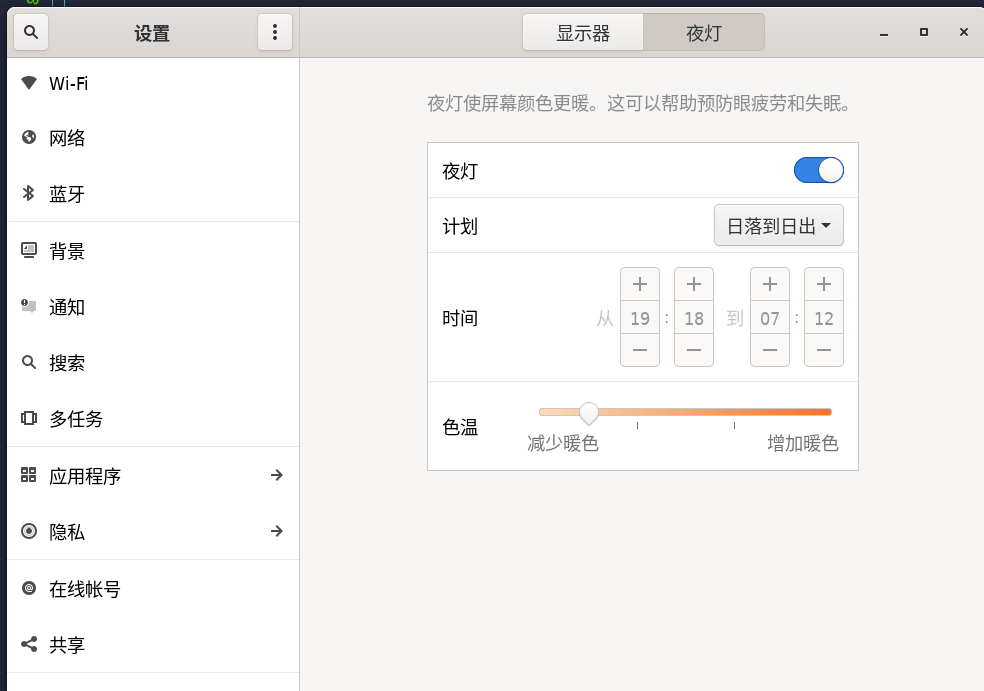 设置
显示器 夜灯
Wi-Fi
网络
蓝牙
背景
通知
搜索
多任务
应用程序
隐私
在线帐号
共享
夜灯使屏幕颜色更暖。这可以帮助预防眼疲劳和失眠。
夜灯
计划 日落到日出
时间 从 19 : 18 到 07 : 12
色温
减少暖色 增加暖色